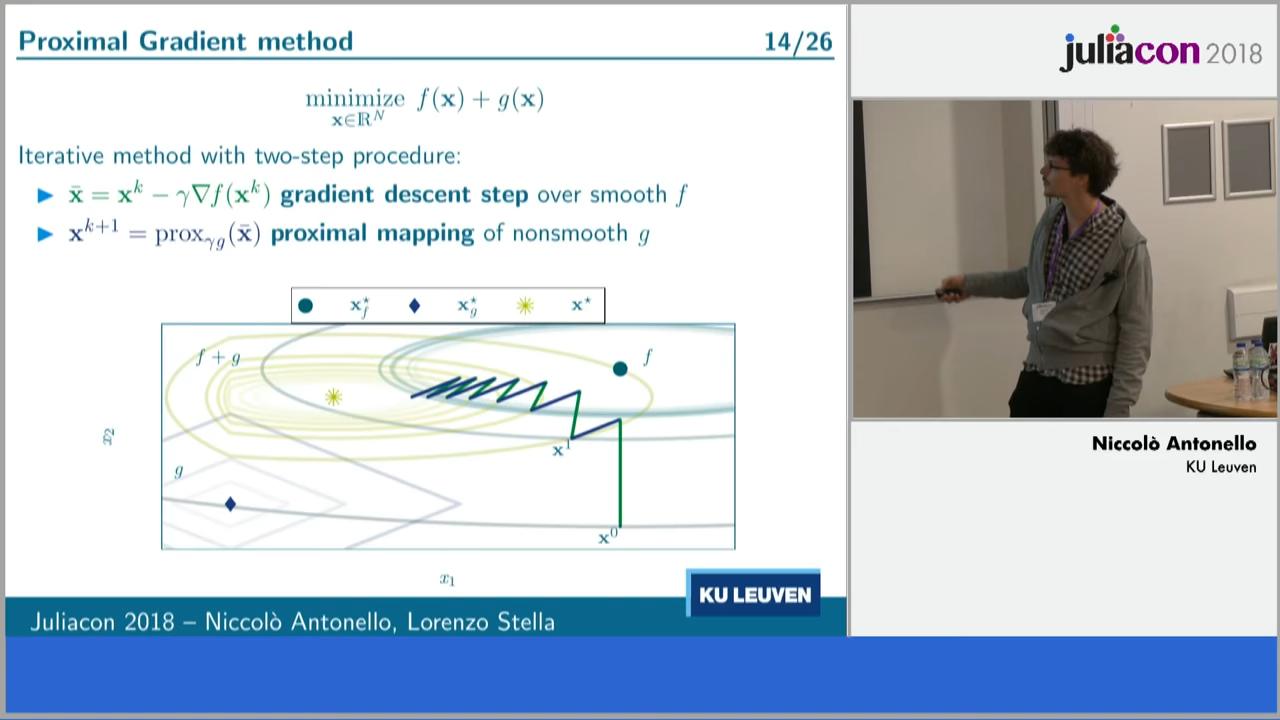 Proximal Gradient method 14/26
minimize f(x) + g(x)
x∈ℝᴺ
Iterative method with two-step procedure:
▶ x̄ = xᵏ − γ∇f(xᵏ) gradient descent step over smooth f
▶ xᵏ⁺¹ = prox_γg(x̄) proximal mapping of nonsmooth g
x*_f x*_g x*
f + g
f
x₂
g
x¹
x⁰
x₁
KU LEUVEN
Juliacon 2018 – Niccolò Antonello, Lorenzo Stella
juliacon 2018
Niccolò Antonello
KU Leuven